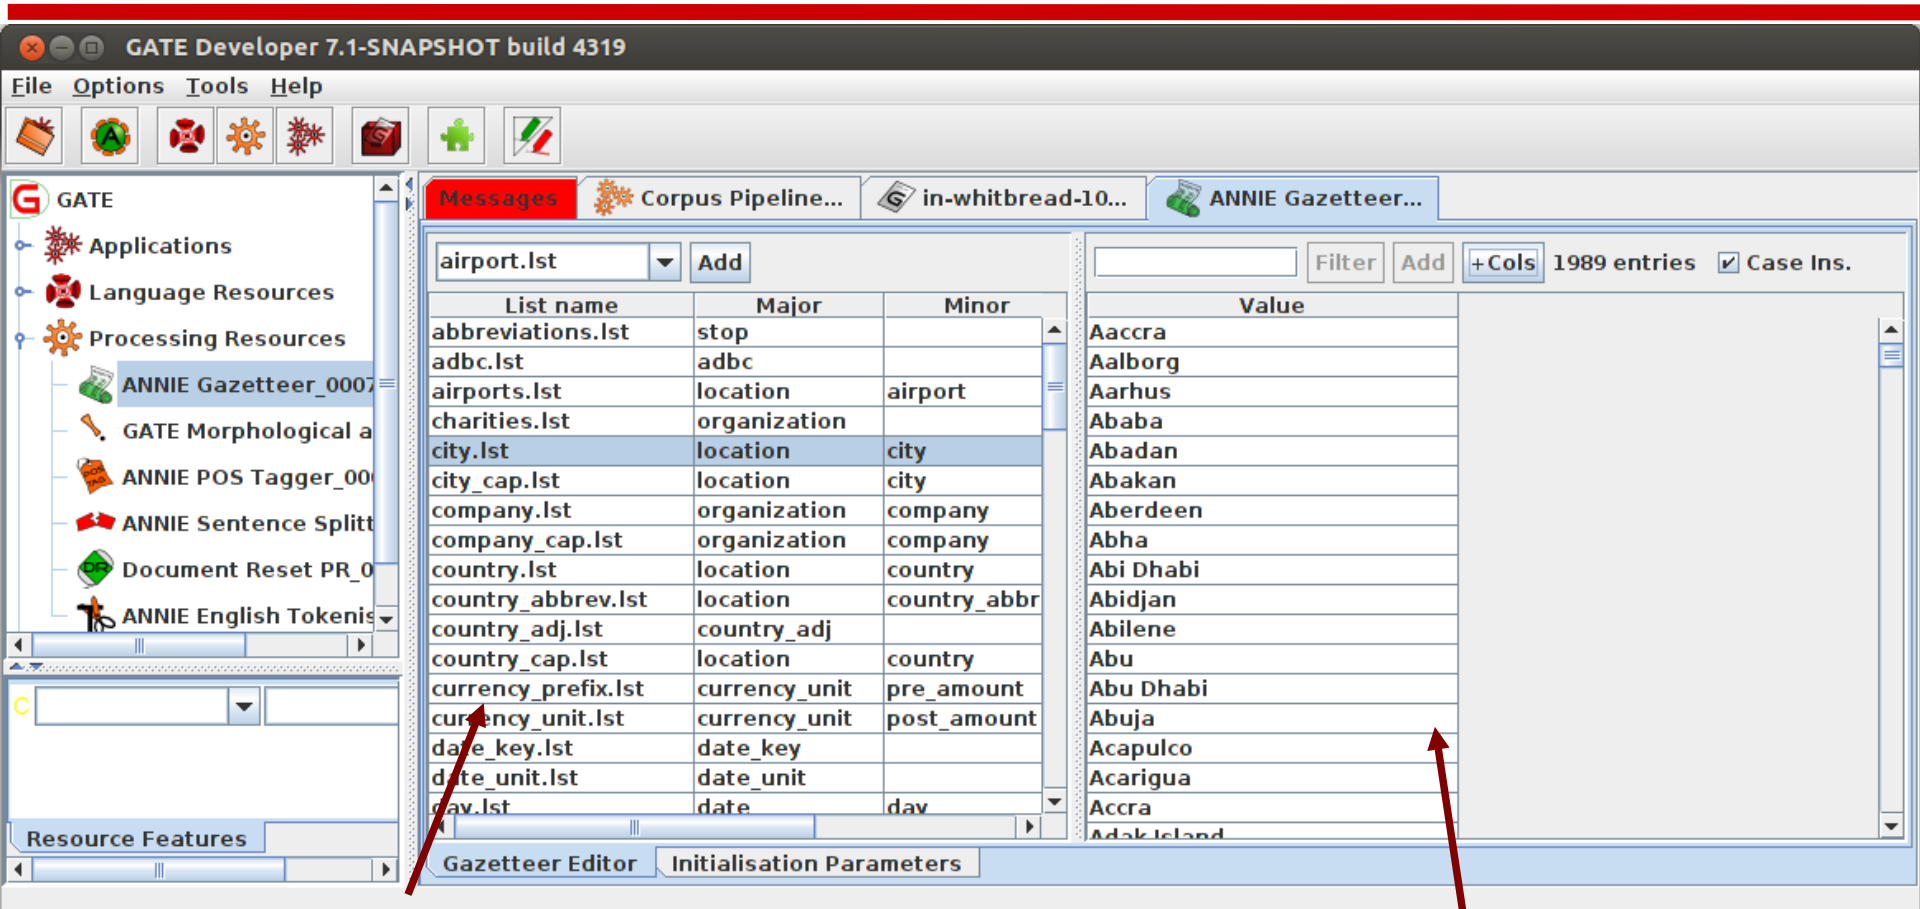 GATE Developer 7.1-SNAPSHOT build 4319
File Options Tools Help
GATE
Applications
Language Resources
Processing Resources
ANNIE Gazetteer_0007
GATE Morphological a
ANNIE POS Tagger_00
ANNIE Sentence Splitt
Document Reset PR_0
ANNIE English Tokenis
Resource Features
Messages Corpus Pipeline... in-whitbread-10... ANNIE Gazetteer...
airport.lst Add
List name Major Minor
abbreviations.lst stop
adbc.lst adbc
airports.lst location airport
charities.lst organization
city.lst location city
city_cap.lst location city
company.lst organization company
company_cap.lst organization company
country.lst location country
country_abbrev.lst location country_abbr
country_adj.lst country_adj
country_cap.lst location country
currency_prefix.lst currency_unit pre_amount
currency_unit.lst currency_unit post_amount
date_key.lst date_key
date_unit.lst date_unit
day.lst date day
Filter Add +Cols 1989 entries Case Ins.
Value
Aaccra
Aalborg
Aarhus
Ababa
Abadan
Abakan
Aberdeen
Abha
Abi Dhabi
Abidjan
Abilene
Abu
Abu Dhabi
Abuja
Acapulco
Acarigua
Accra
Adak Island
Gazetteer Editor Initialisation Parameters